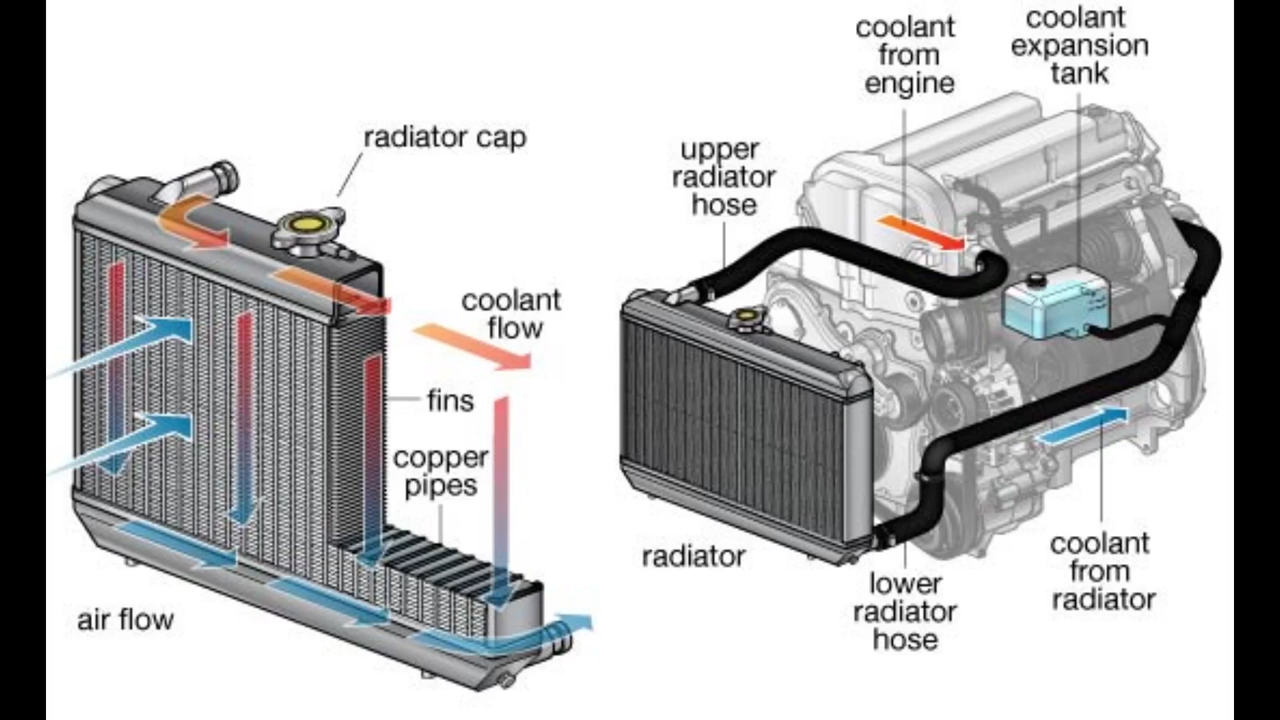 radiator cap
coolant
flow
fins
copper
pipes
air flow
coolant
from
engine
coolant
expansion
tank
upper
radiator
hose
radiator
lower
radiator
hose
coolant
from
radiator